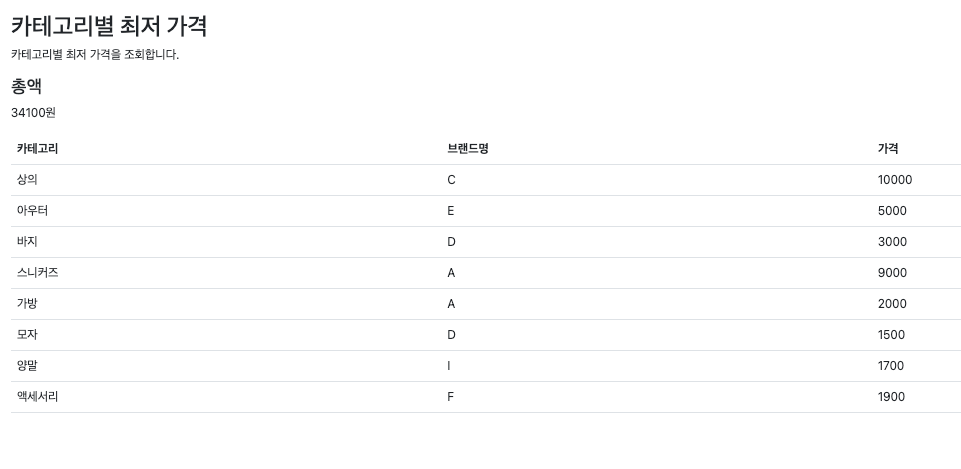 카테고리별 최저 가격
카테고리별 최저 가격을 조회합니다.
총액
34100원
카테고리 브랜드명 가격
상의 C 10000
아우터 E 5000
바지 D 3000
스니커즈 A 9000
가방 A 2000
모자 D 1500
양말 I 1700
액세서리 F 1900